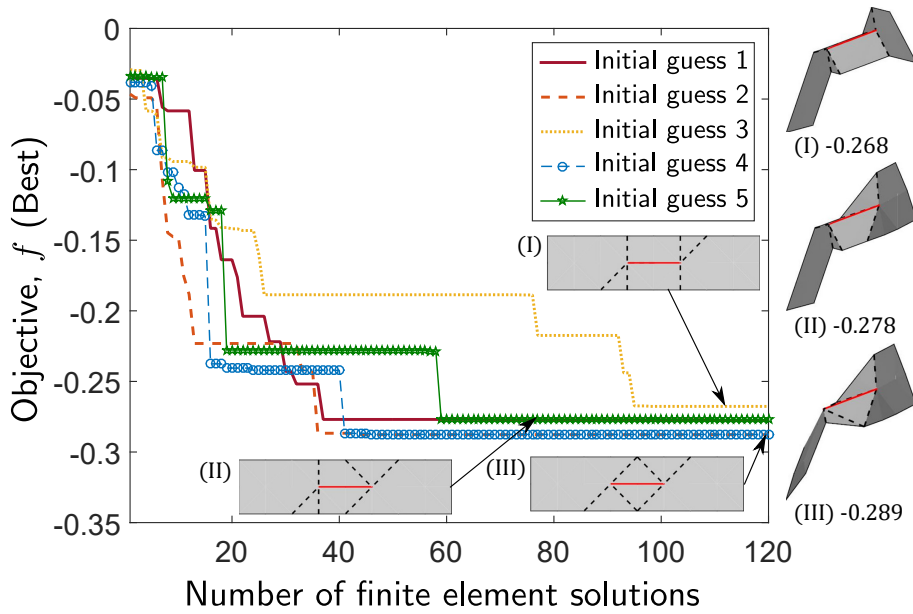 0
-0.05
-0.1
-0.15
-0.2
-0.25
-0.3
-0.35
Objective, f (Best)
20
40
60
80
100
120
Number of finite element solutions
Initial guess 1
Initial guess 2
Initial guess 3
Initial guess 4
Initial guess 5
(I)
(II)
(III)
(I) -0.268
(II) -0.278
(III) -0.289